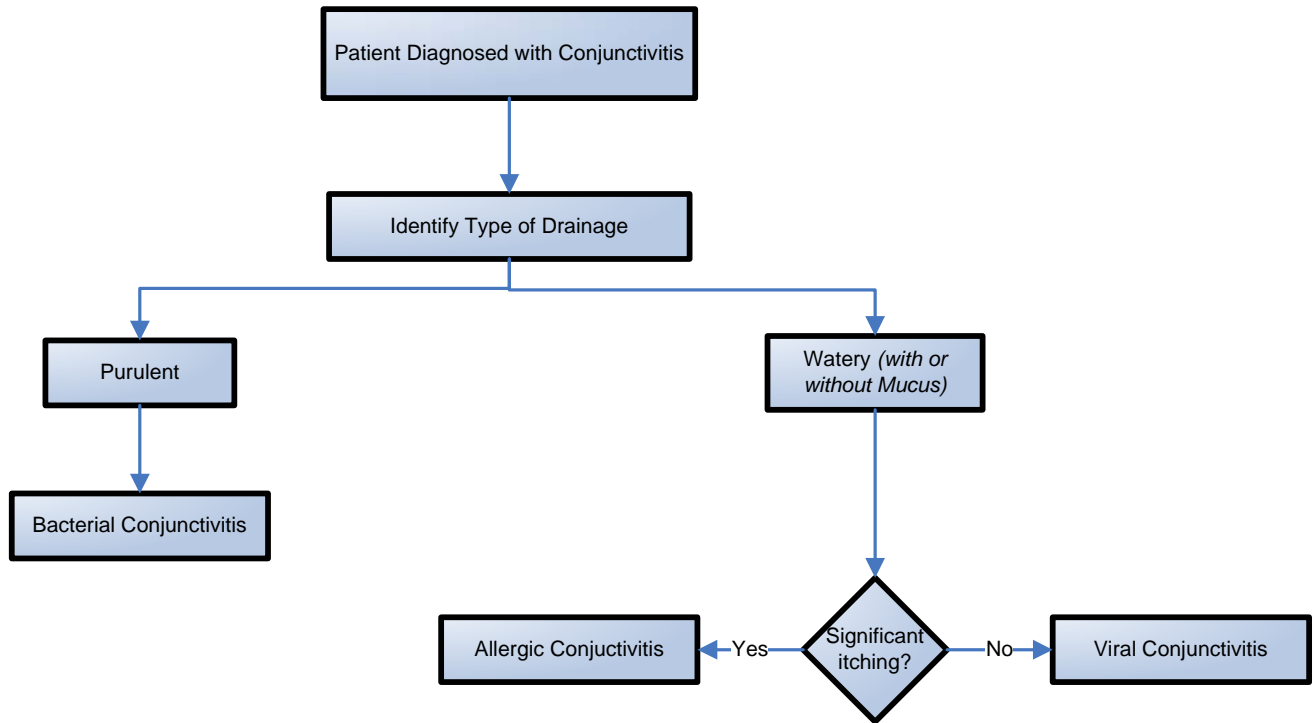 Patient Diagnosed with Conjunctivitis
Identify Type of Drainage
Purulent
Watery (with or
without Mucus)
Bacterial Conjunctivitis
Allergic Conjuctivitis
Yes
Significant
itching?
No
Viral Conjunctivitis